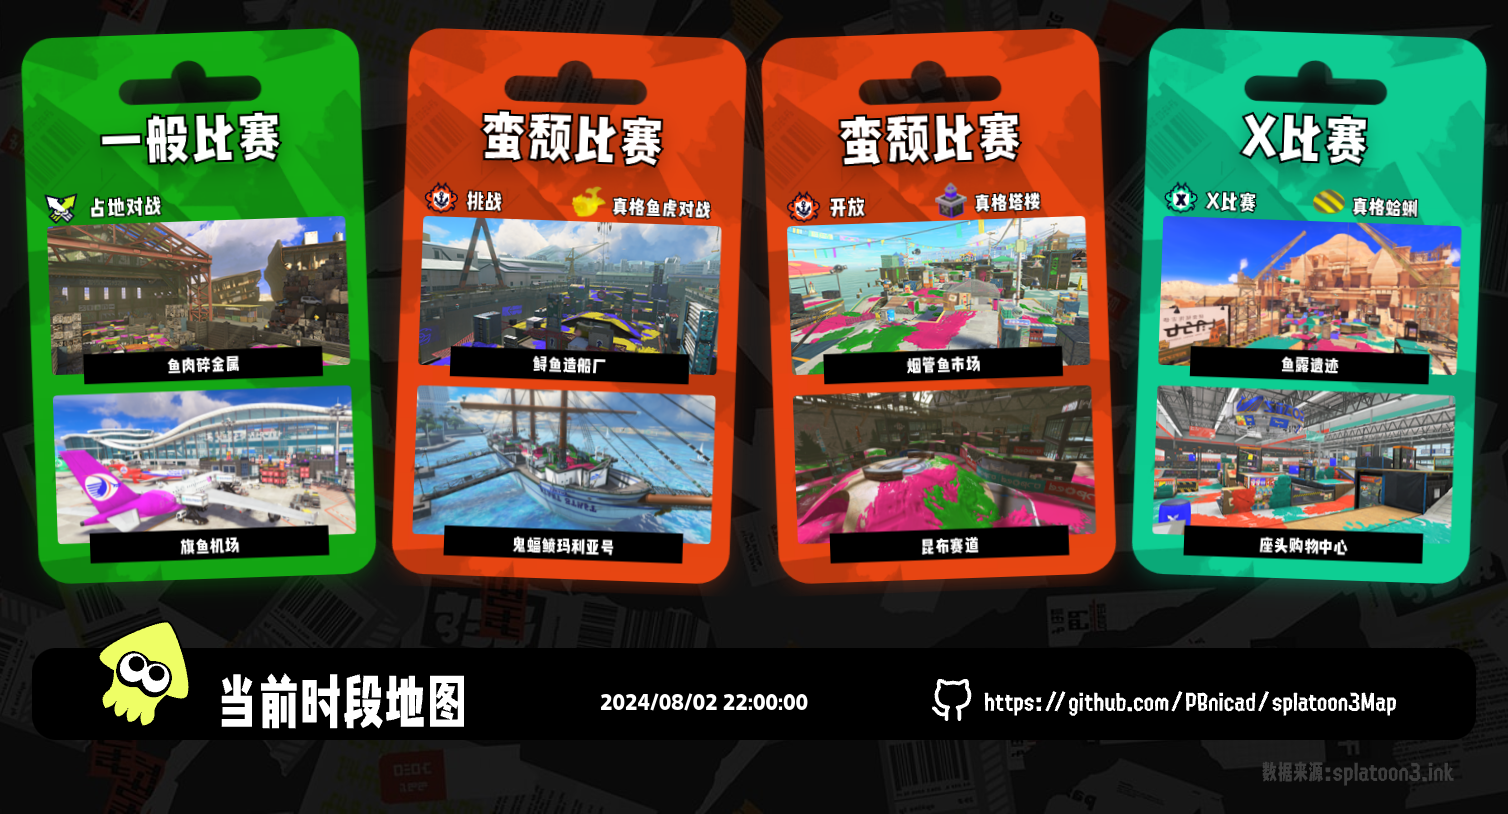 一般比赛
占地对战
鱼肉碎金属
旗鱼机场
蛮颓比赛
挑战
真格鱼虎对战
鲟鱼造船厂
鬼蝠鲼玛利亚号
蛮颓比赛
开放
真格塔楼
烟管鱼市场
昆布赛道
X比赛
X比赛
真格蛤蜊
鱼露遗迹
座头购物中心
当前时段地图
2024/08/02 22:00:00
https://github.com/PBnicad/splatoon3Map
数据来源:splatoon3.ink